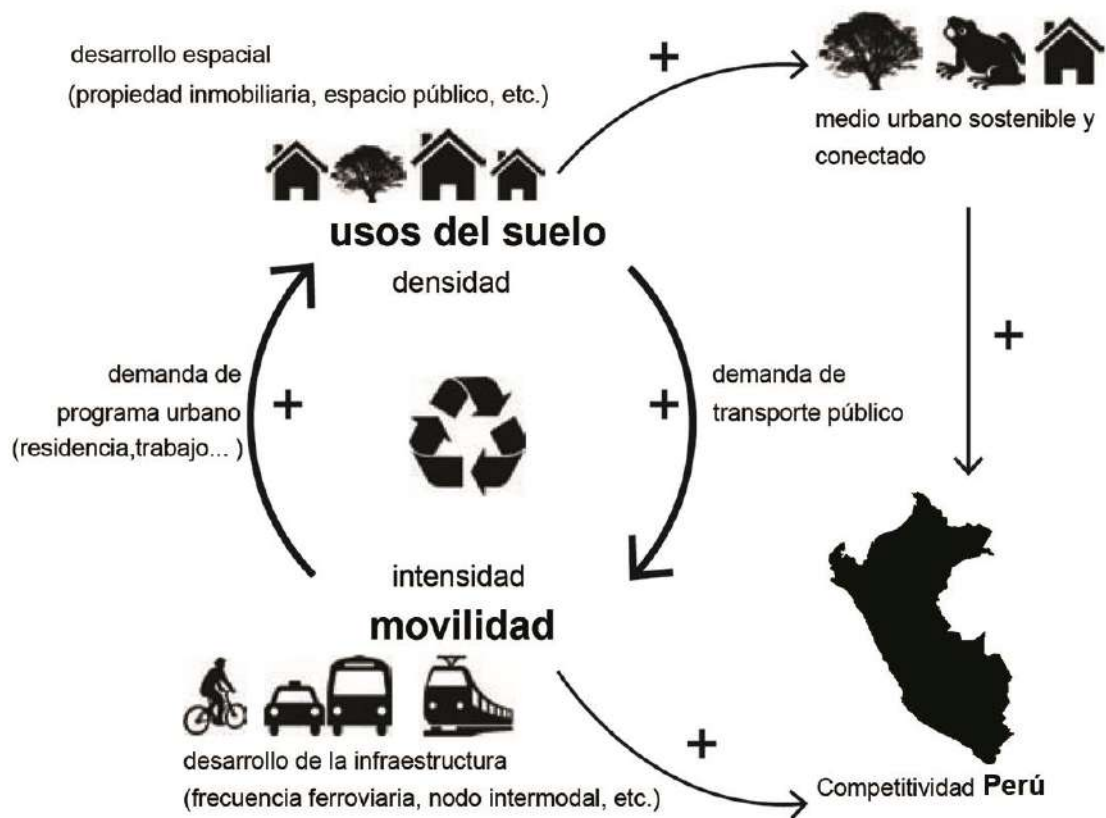 desarrollo espacial
(propiedad inmobiliaria, espacio público, etc.)
+
medio urbano sostenible y
conectado
usos del suelo
densidad
demanda de
programa urbano
(residencia,trabajo... )
+
+
demanda de
transporte público
+
intensidad
movilidad
desarrollo de la infraestructura
(frecuencia ferroviaria, nodo intermodal, etc.)
+
Competitividad Perú